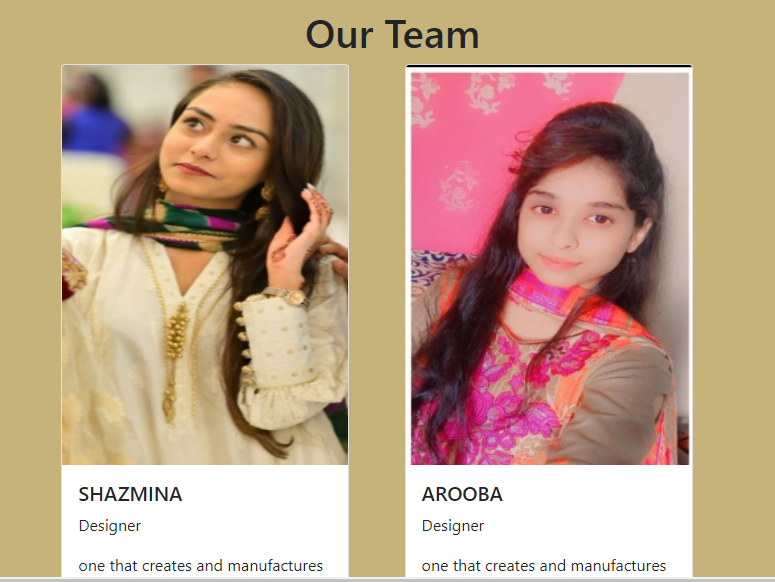 Our Team
SHAZMINA
Designer
one that creates and manufactures
AROOBA
Designer
one that creates and manufactures